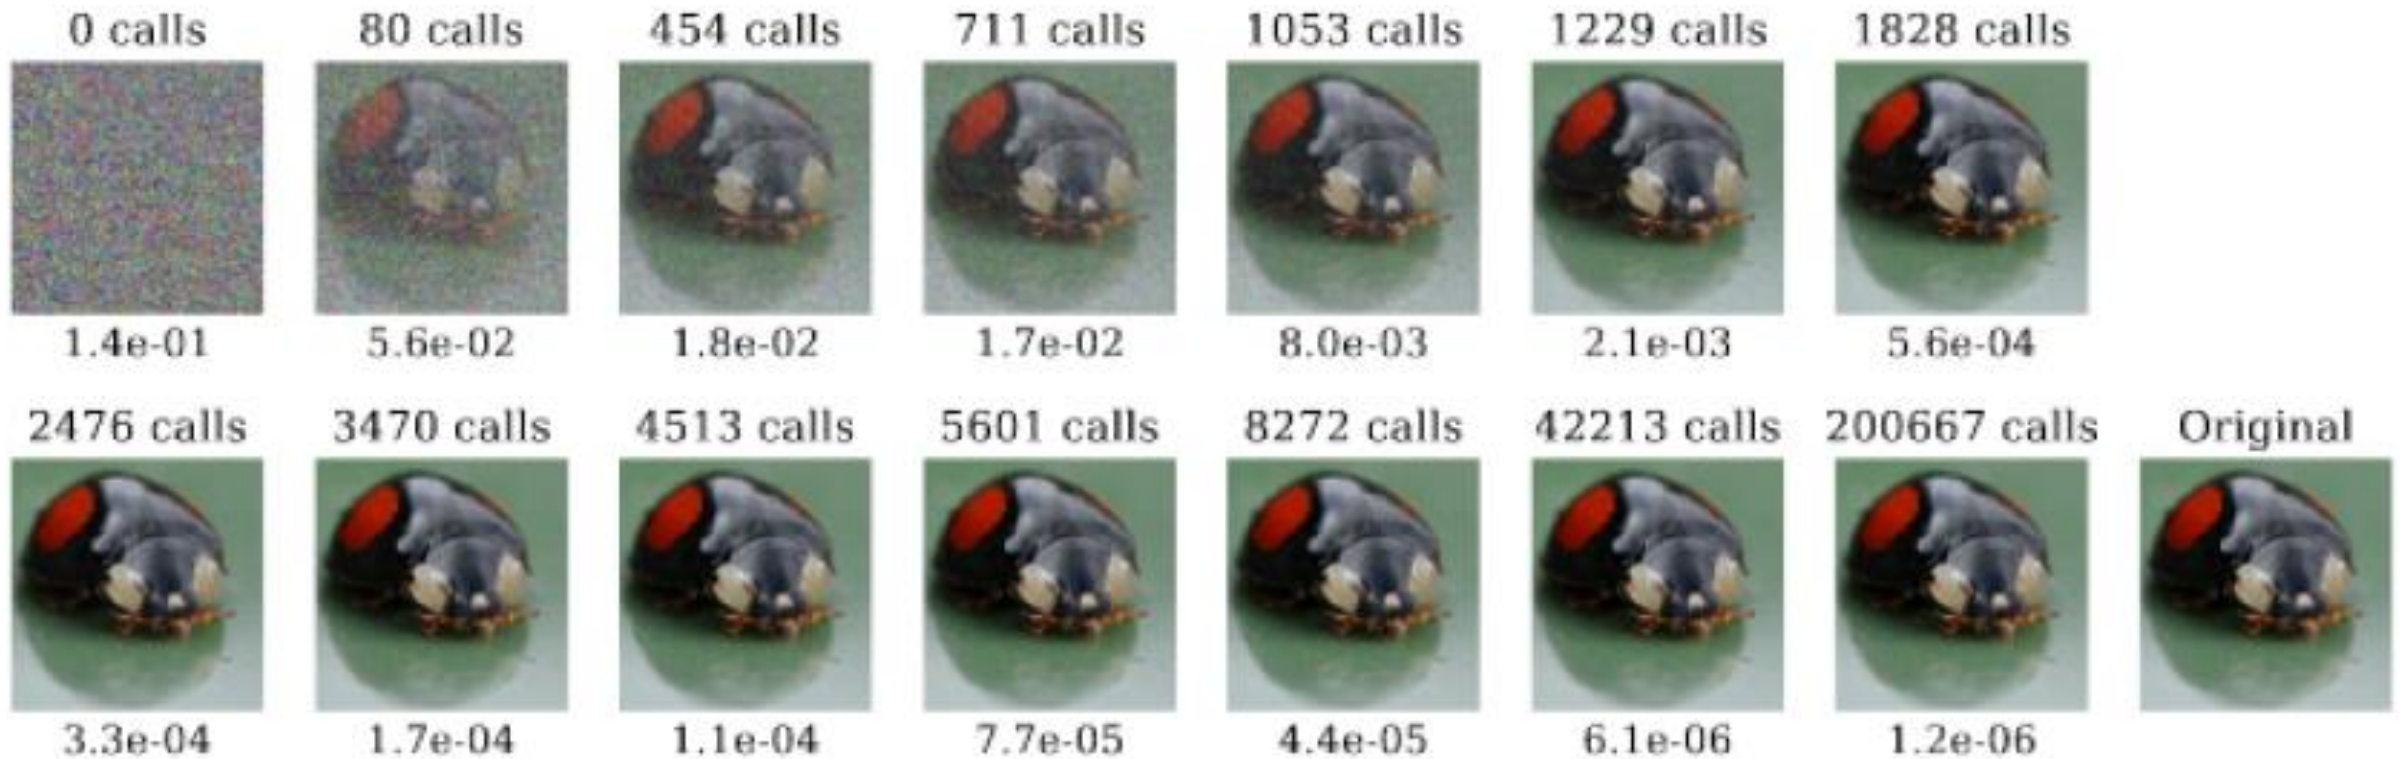 0 calls 80 calls 454 calls 711 calls 1053 calls 1229 calls 1828 calls
1.4e-01 5.6e-02 1.8e-02 1.7e-02 8.0e-03 2.1e-03 5.6e-04
2476 calls 3470 calls 4513 calls 5601 calls 8272 calls 42213 calls 200667 calls Original
3.3e-04 1.7e-04 1.1e-04 7.7e-05 4.4e-05 6.1e-06 1.2e-06